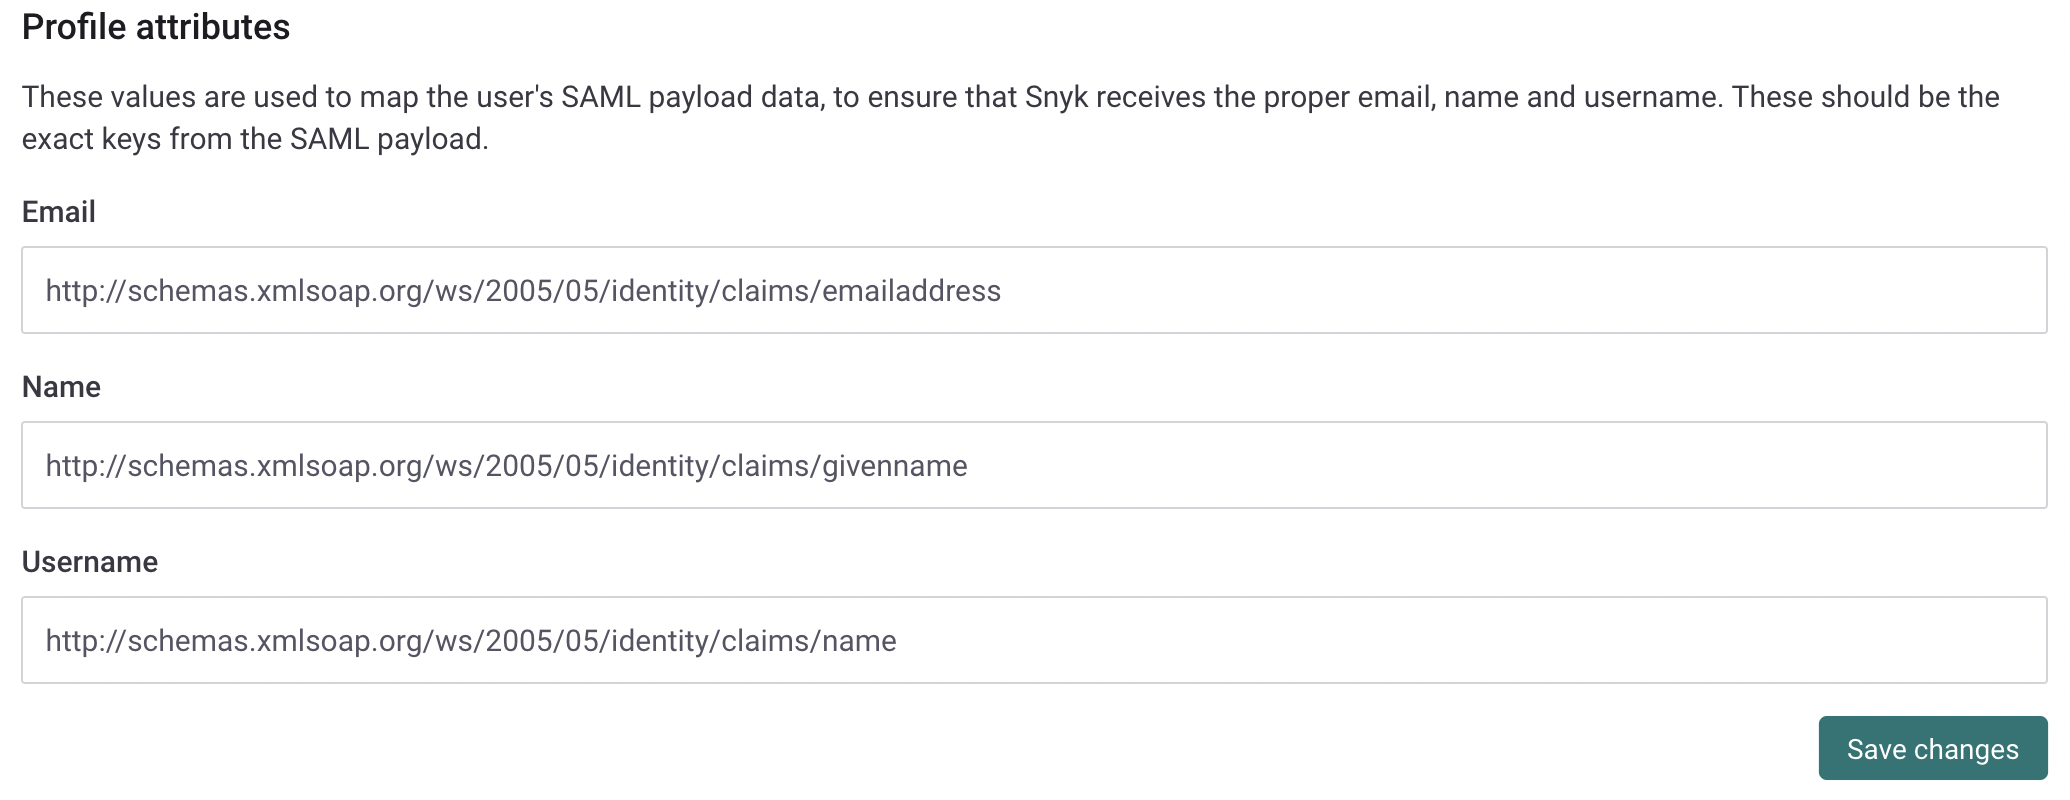 Profile attributes
These values are used to map the user's SAML payload data, to ensure that Snyk receives the proper email, name and username. These should be the
exact keys from the SAML payload.
Email
http://schemas.xmlsoap.org/ws/2005/05/identity/claims/emailaddress
Name
http://schemas.xmlsoap.org/ws/2005/05/identity/claims/givenname
Username
http://schemas.xmlsoap.org/ws/2005/05/identity/claims/name
Save changes